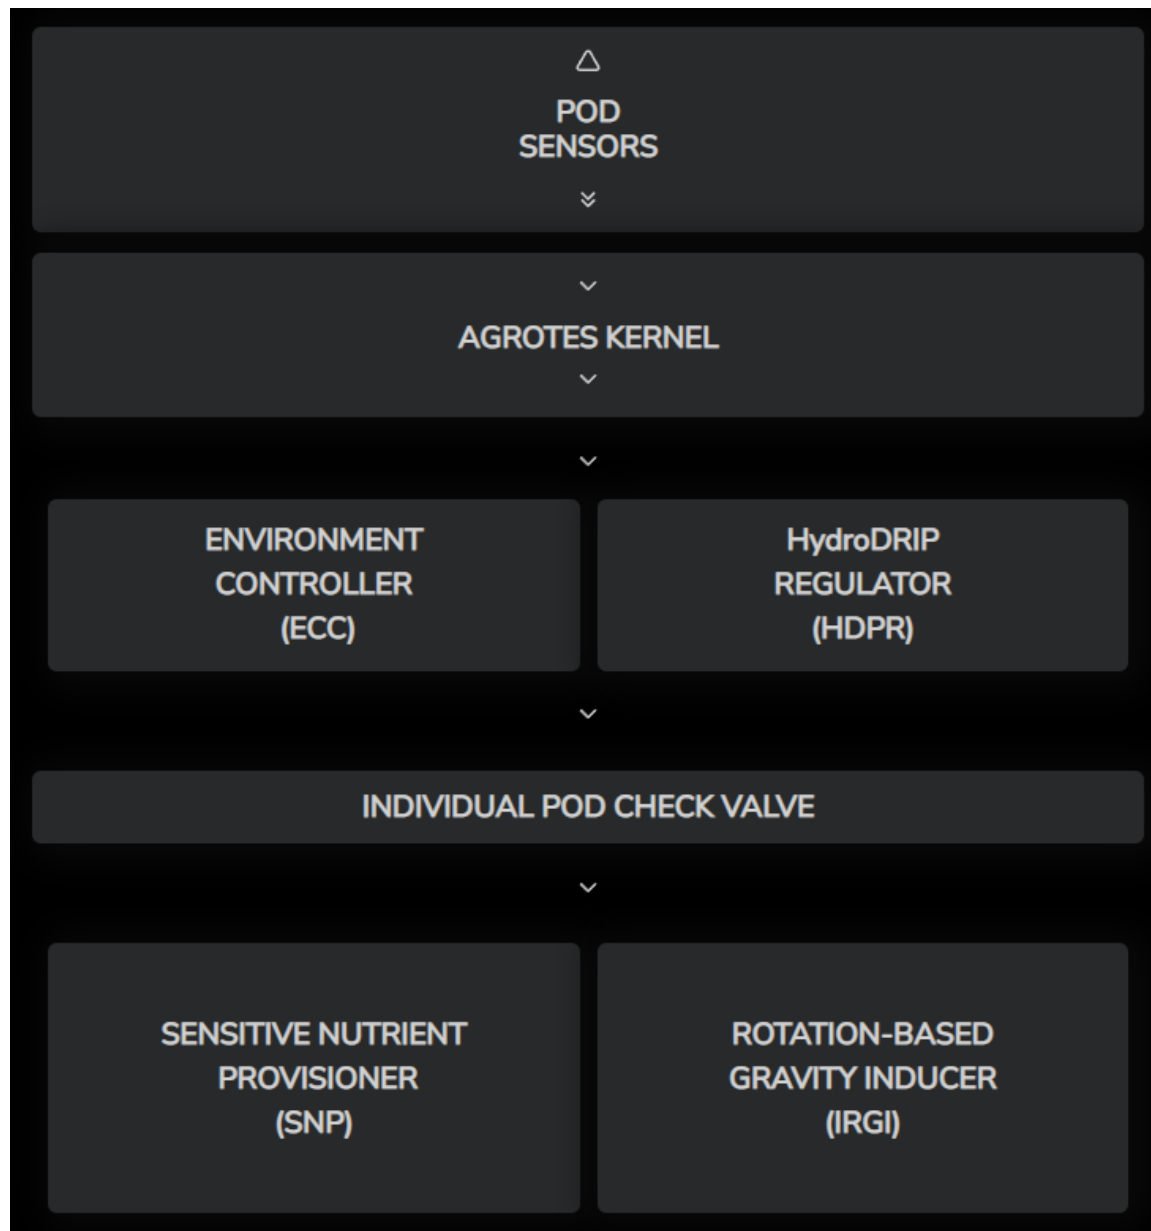 POD
SENSORS
AGROTES KERNEL
ENVIRONMENT
CONTROLLER
(ECC)
HydroDRIP
REGULATOR
(HDPR)
INDIVIDUAL POD CHECK VALVE
SENSITIVE NUTRIENT
PROVISIONER
(SNP)
ROTATION-BASED
GRAVITY INDUCER
(IRGI)